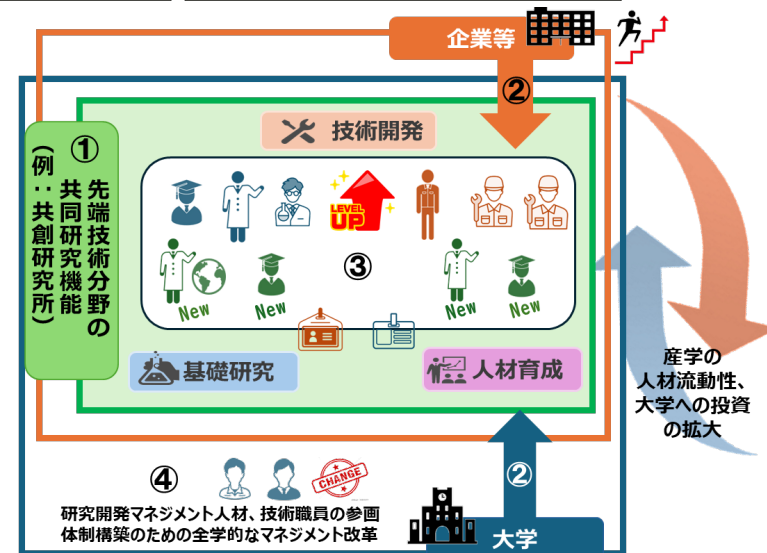 企業等
②
技術開発
①
先端技術分野の
共同研究機能
(例：共創研究所)
LEVEL
UP
③
New
New
New
New
基礎研究
人材育成
産学の
人材流動性、
大学への投資
の拡大
④
CHANGE
②
研究開発マネジメント人材、技術職員の参画
体制構築のための全学的なマネジメント改革
大学